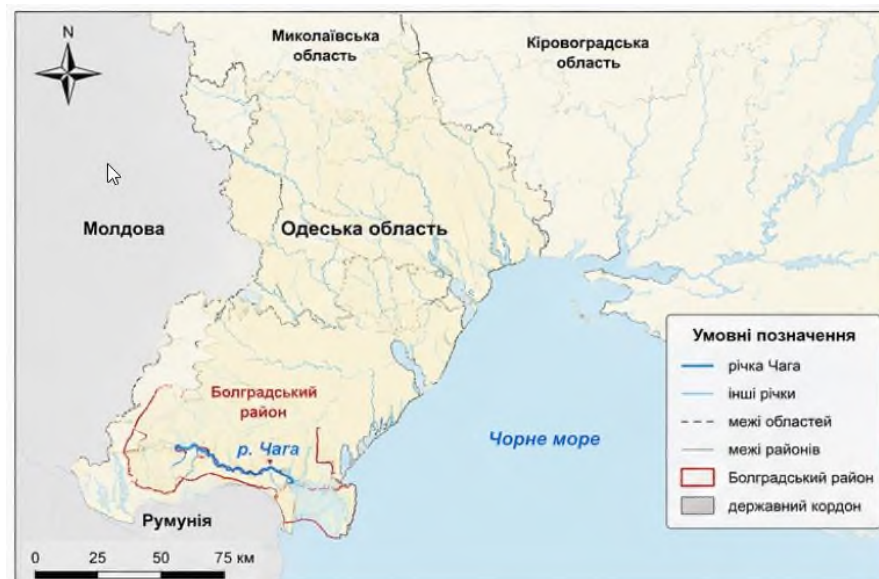 N
Миколаївська
область
Кіровоградська
область
Молдова
Одеська область
Болградський
район
р. Чага
Чорне море
Румунія
0 25 50 75 км
Умовні позначення
річка Чага
інші річки
межі областей
межі районів
Болградський район
державний кордон